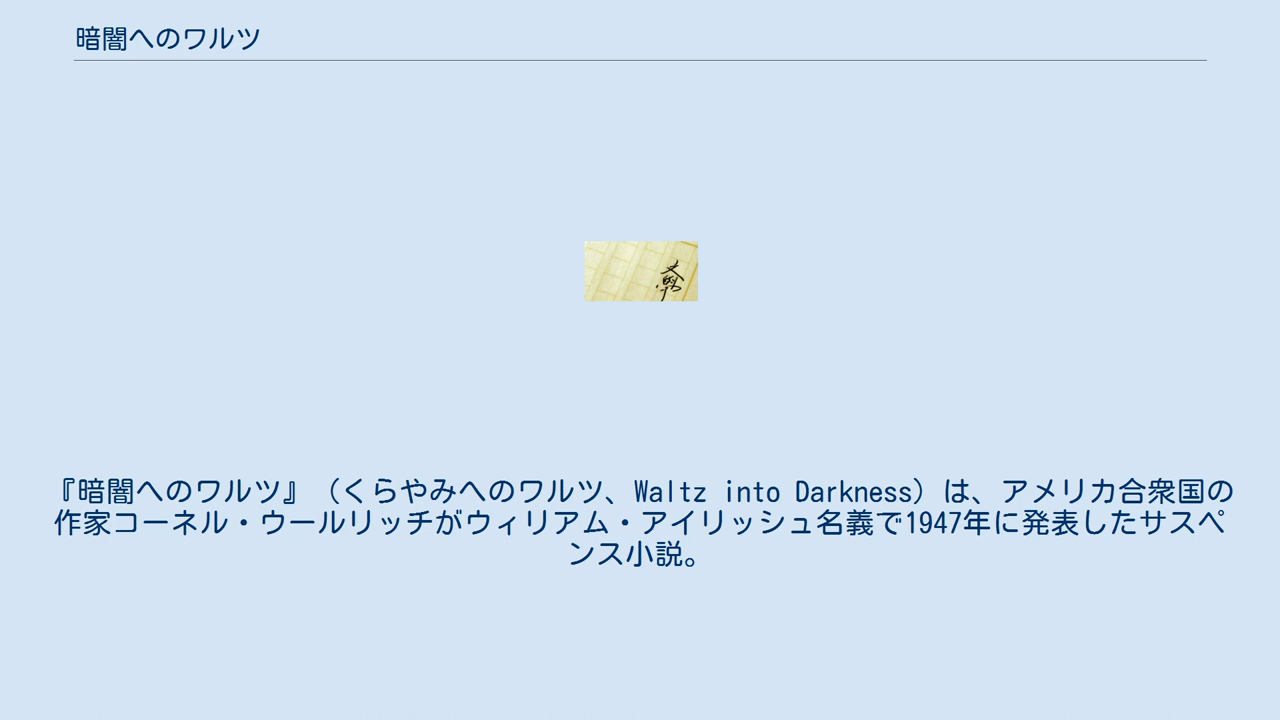 暗闇へのワルツ
『暗闇へのワルツ』（くらやみへのワルツ、Waltz into Darkness）は、アメリカ合衆国の
作家コーネル・ウールリッチがウィリアム・アイリッシュ名義で1947年に発表したサスペ
ンス小説。